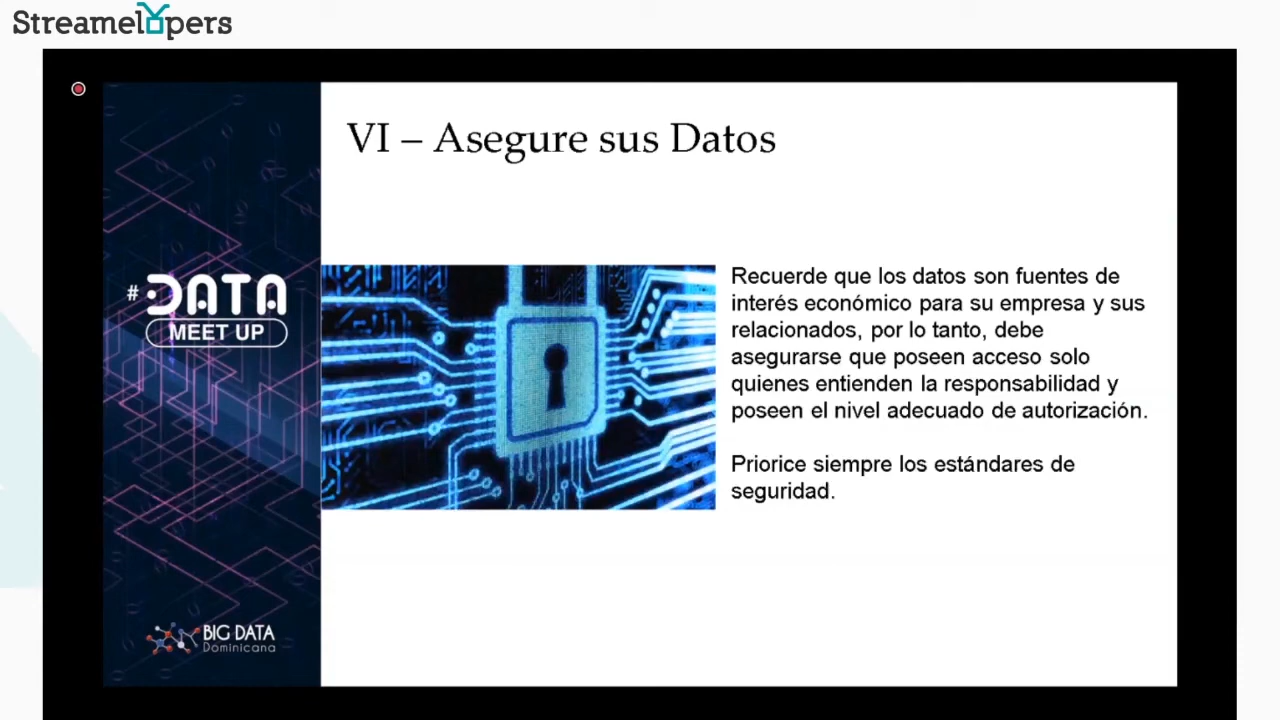 Streamelopers
VI – Asegure sus Datos
#DATA
MEET UP
Recuerde que los datos son fuentes de
interés económico para su empresa y sus
relacionados, por lo tanto, debe
asegurarse que poseen acceso solo
quienes entienden la responsabilidad y
poseen el nivel adecuado de autorización.
Priorice siempre los estándares de
seguridad.
BIG DATA
Dominicana